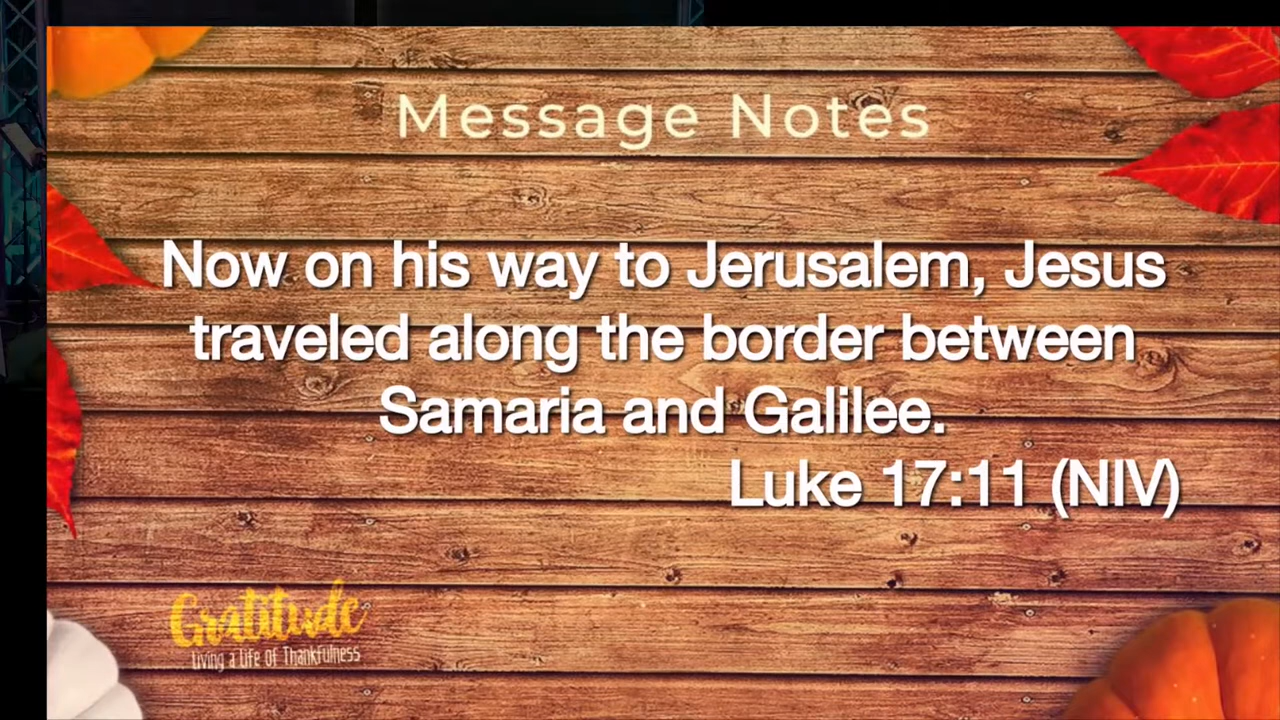 Message Notes
Now on his way to Jerusalem, Jesus
traveled along the border between
Samaria and Galilee.
Luke 17:11 (NIV)
Gratitude
Living a Life Of Thankfulness